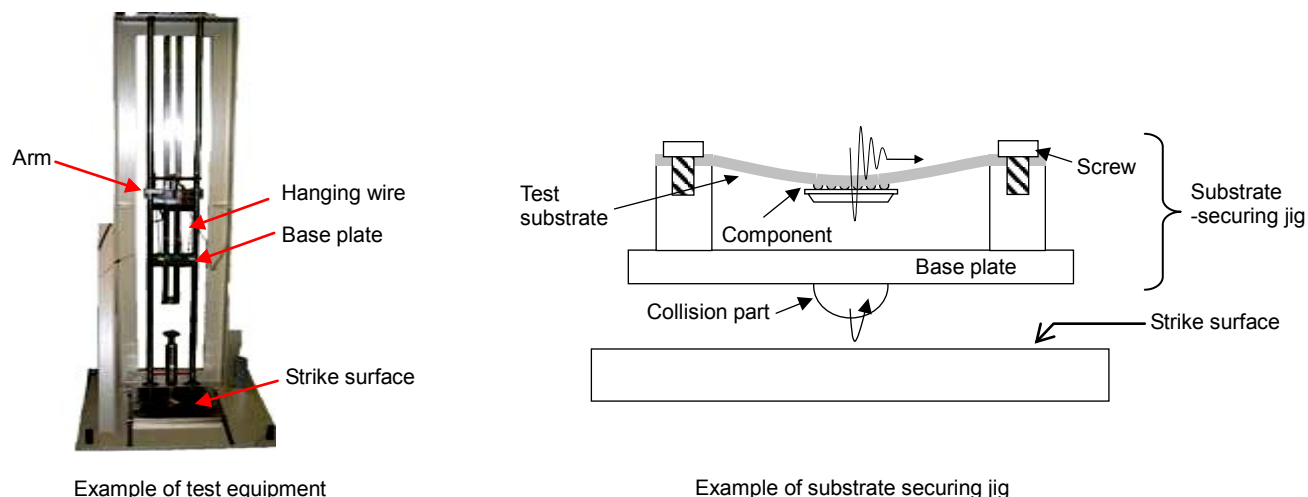 Arm
Hanging wire
Base plate
Strike surface
Example of test equipment
Test
substrate
Component
Screw
Substrate
-securing jig
Base plate
Collision part
Strike surface
Example of substrate securing jig